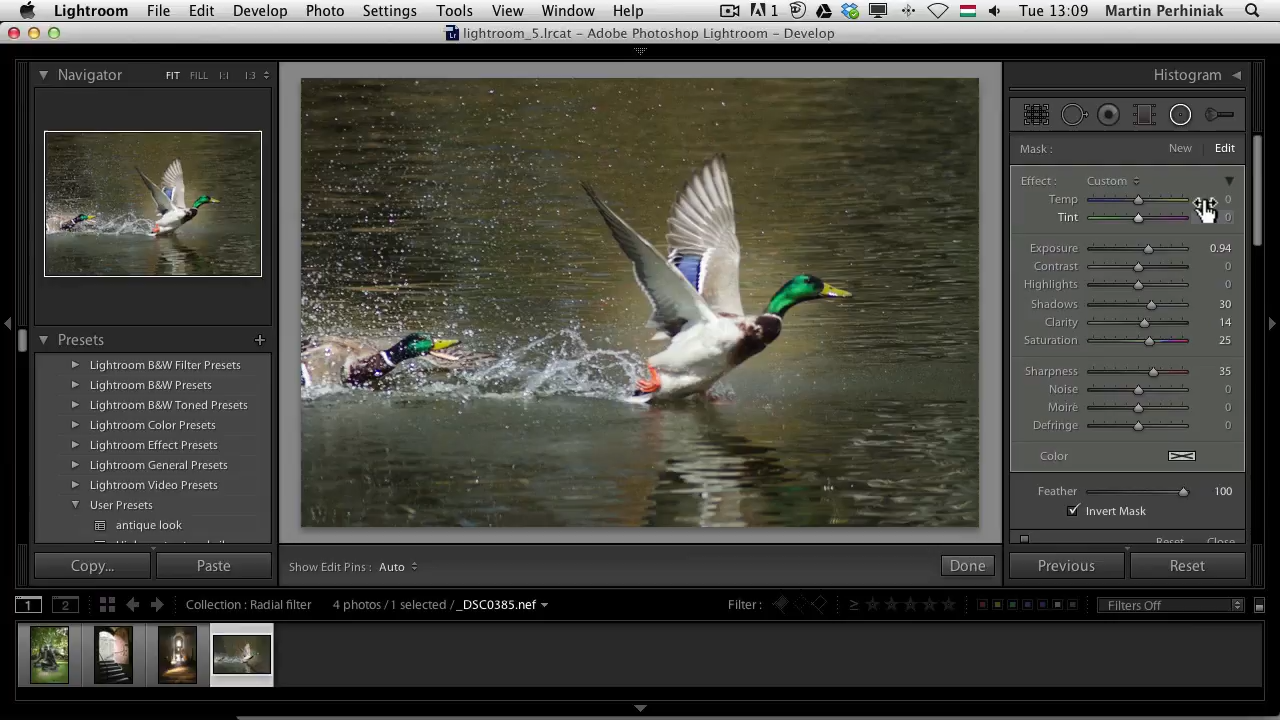 Lightroom File Edit Develop Photo Settings Tools View Window Help 1 Tue 13:09 Martin Perhiniak
lightroom_5.lrcat – Adobe Photoshop Lightroom – Develop
Navigator FIT FILL 1:1 1:3
Histogram
Mask : New Edit
Effect : Custom
Temp 0
Tint 0
Exposure 0.94
Contrast 0
Highlights 0
Shadows 30
Clarity 14
Saturation 25
Sharpness 35
Noise 0
Moiré 0
Defringe 0
Color
Feather 100
Invert Mask
Reset Close
Presets +
Lightroom B&W Filter Presets
Lightroom B&W Presets
Lightroom B&W Toned Presets
Lightroom Color Presets
Lightroom Effect Presets
Lightroom General Presets
Lightroom Video Presets
User Presets
antique look
Copy... Paste
Show Edit Pins : Auto
Done
Previous Reset
1 2 Collection : Radial filter 4 photos / 1 selected / _DSC0385.nef Filter : ≥ Filters Off